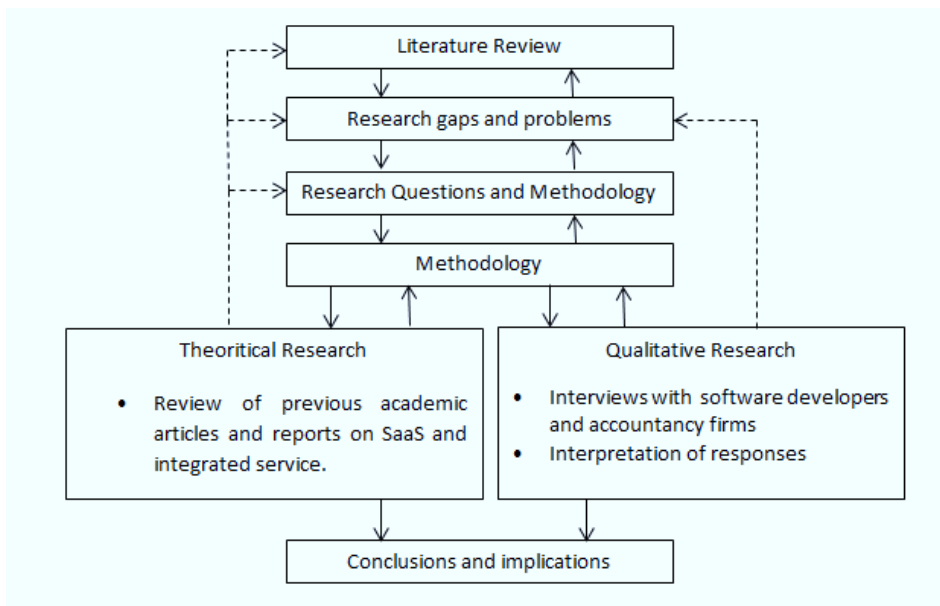 Literature Review
Research gaps and problems
Research Questions and Methodology
Methodology
Theoritical Research
• Review of previous academic
articles and reports on SaaS and
integrated service.
Qualitative Research
• Interviews with software developers
and accountancy firms
• Interpretation of responses
Conclusions and implications